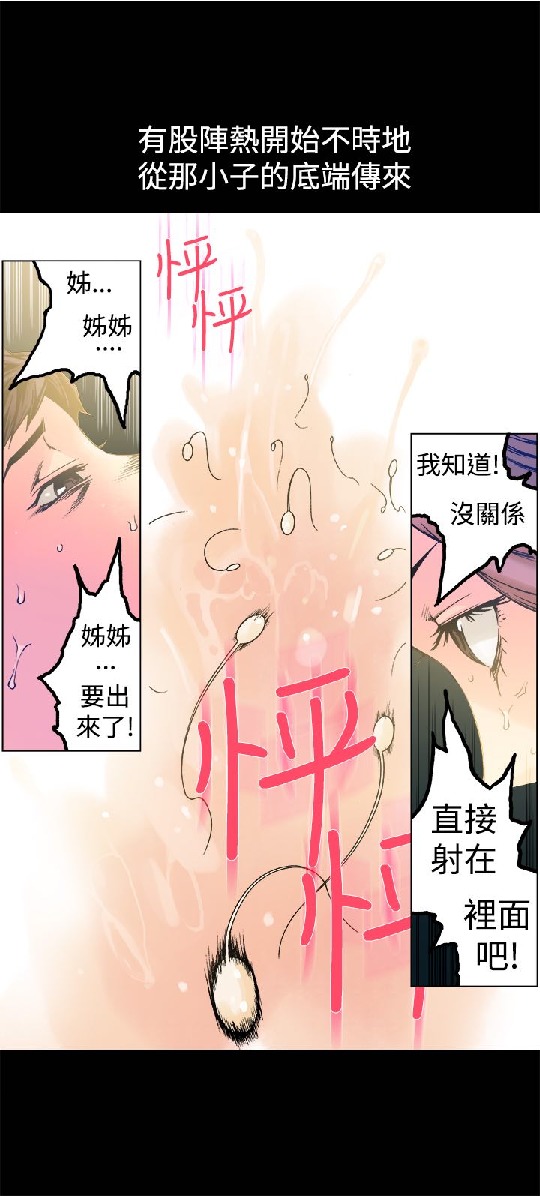 有股陣熱開始不時地
從那小子的底端傳來
怦
怦
姊...
姊姊
....
我知道!
沒關係
姊姊
...
要出
來了!
怦
怦
直接
射在
裡面
吧!